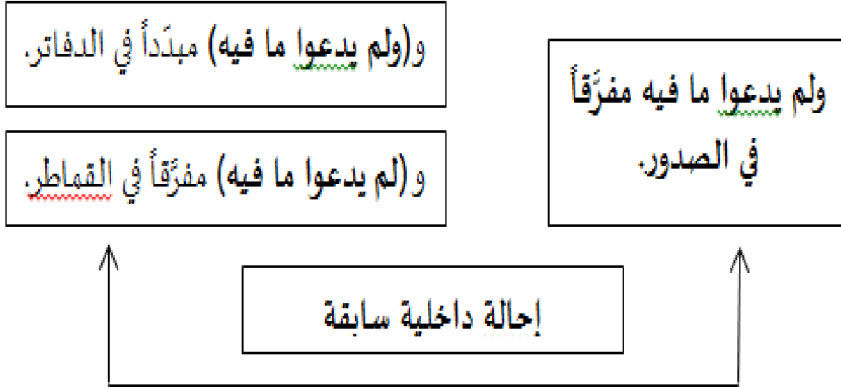 ولم يدعوا ما فيه مفرَّقاً
في الصدور.
و(ولم يدعوا ما فيه) مبدّداً في الدفاتر.
و (لم يدعوا ما فيه) مفرَّقاً في القماطر.
إحالة داخلية سابقة